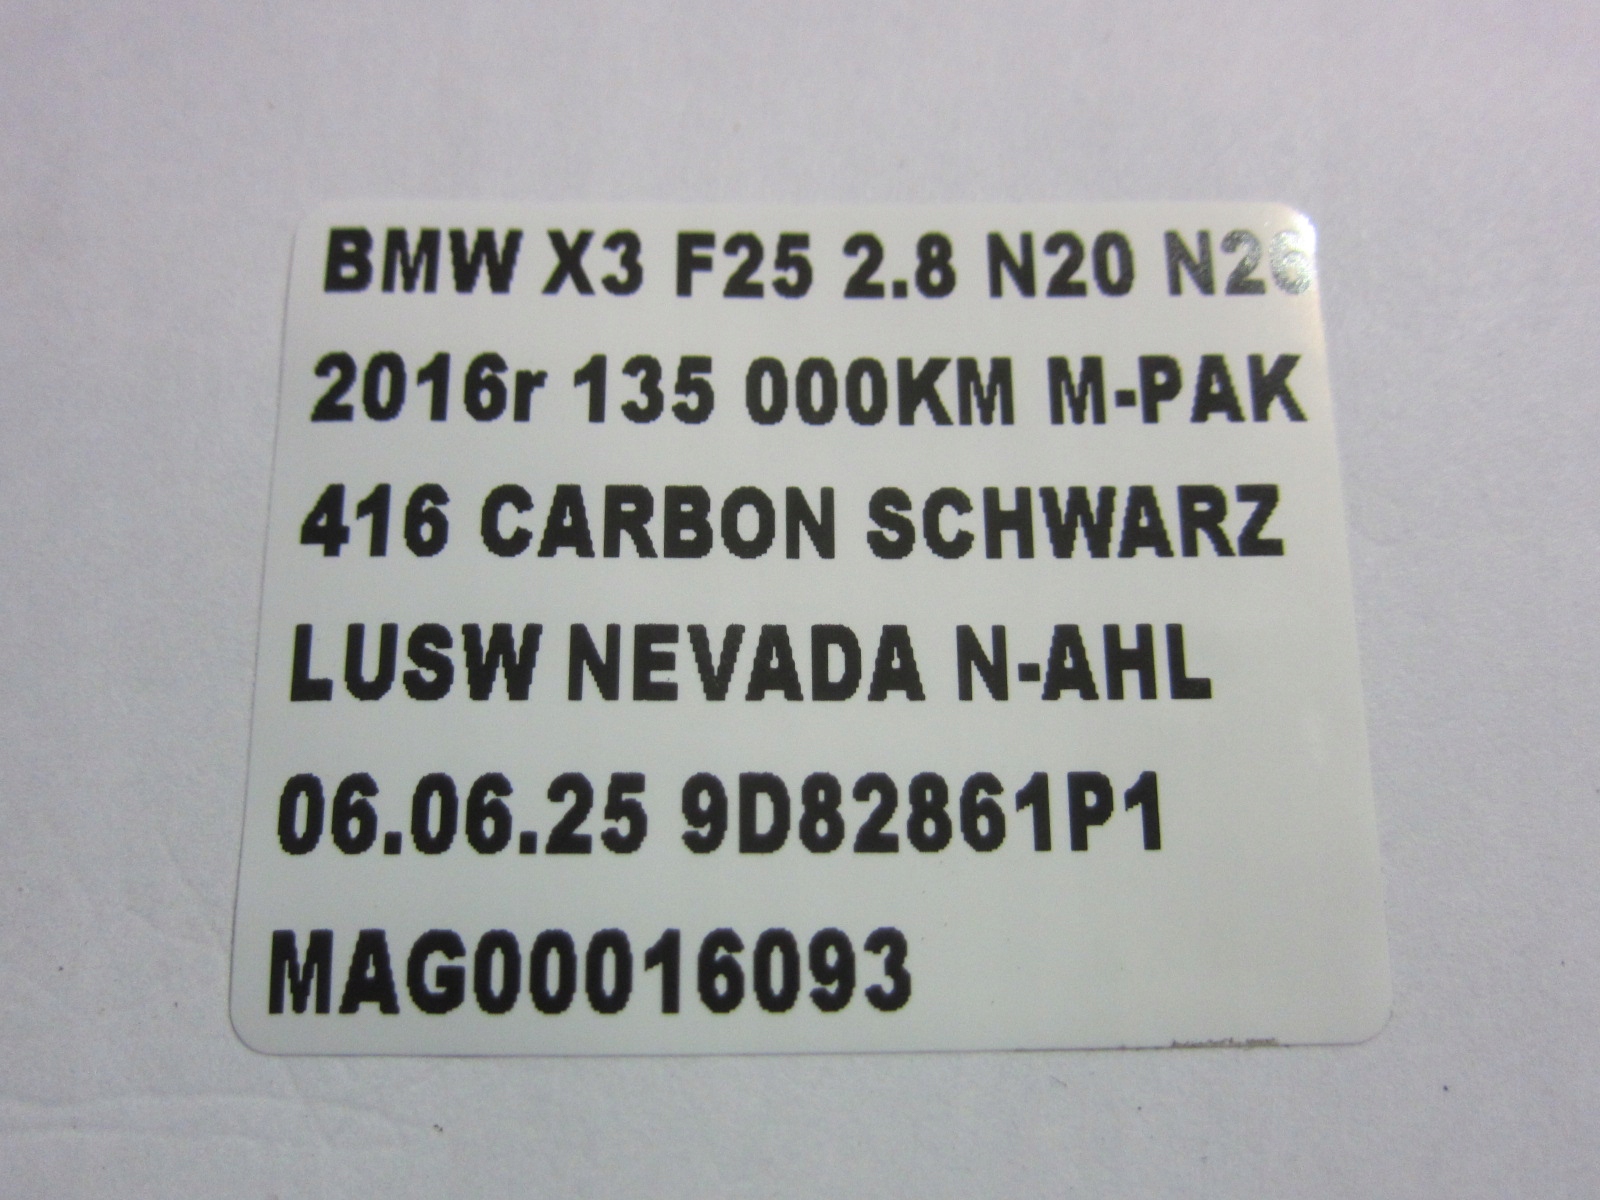 BMW X3 F25 2.8 N20 N26
2016r 135 000KM M-PAK
416 CARBON SCHWARZ
LUSW NEVADA N-AHL
06.06.25 9D82861P1
MAG00016093